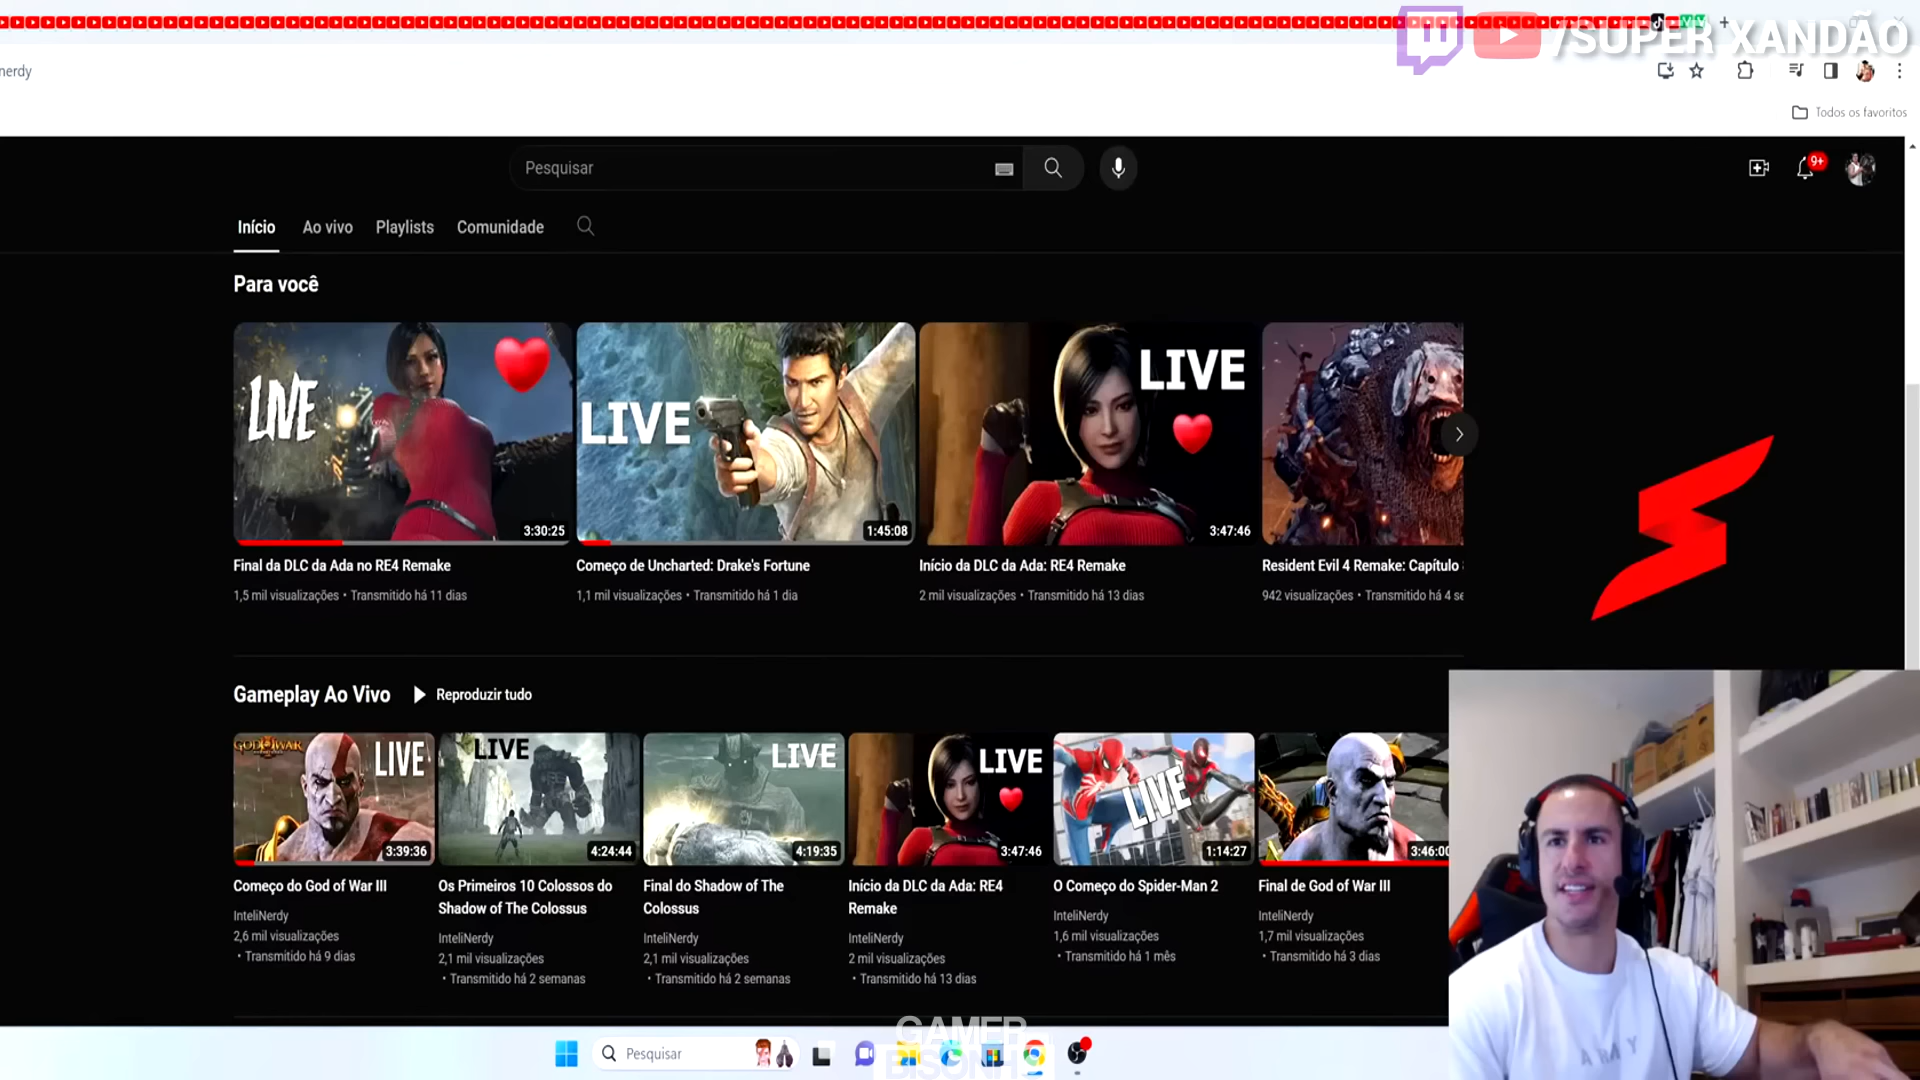 /SUPER XANDÃO
nerdy
Todos os favoritos
Pesquisar
9+
Início
Ao vivo
Playlists
Comunidade
Para você
LIVE
3:30:25
LIVE
1:45:08
LIVE
3:47:46
Final da DLC da Ada no RE4 Remake
1,5 mil visualizações • Transmitido há 11 dias
Começo de Uncharted: Drake's Fortune
1,1 mil visualizações • Transmitido há 1 dia
Início da DLC da Ada: RE4 Remake
2 mil visualizações • Transmitido há 13 dias
Resident Evil 4 Remake: Capítulo
942 visualizações • Transmitido há 4 se
Gameplay Ao Vivo
Reproduzir tudo
GOD OF WAR
LIVE
3:39:36
LIVE
4:24:44
LIVE
4:19:35
LIVE
3:47:46
LIVE
1:14:27
3:46:00
Começo do God of War III
InteliNerdy
2,6 mil visualizações
• Transmitido há 9 dias
Os Primeiros 10 Colossos do
Shadow of The Colossus
InteliNerdy
2,1 mil visualizações
• Transmitido há 2 semanas
Final do Shadow of The
Colossus
InteliNerdy
2,1 mil visualizações
• Transmitido há 2 semanas
Início da DLC da Ada: RE4
Remake
InteliNerdy
2 mil visualizações
• Transmitido há 13 dias
O Começo do Spider-Man 2
InteliNerdy
1,6 mil visualizações
• Transmitido há 1 mês
Final de God of War III
InteliNerdy
1,7 mil visualizações
• Transmitido há 3 dias
GAMER
Pesquisar